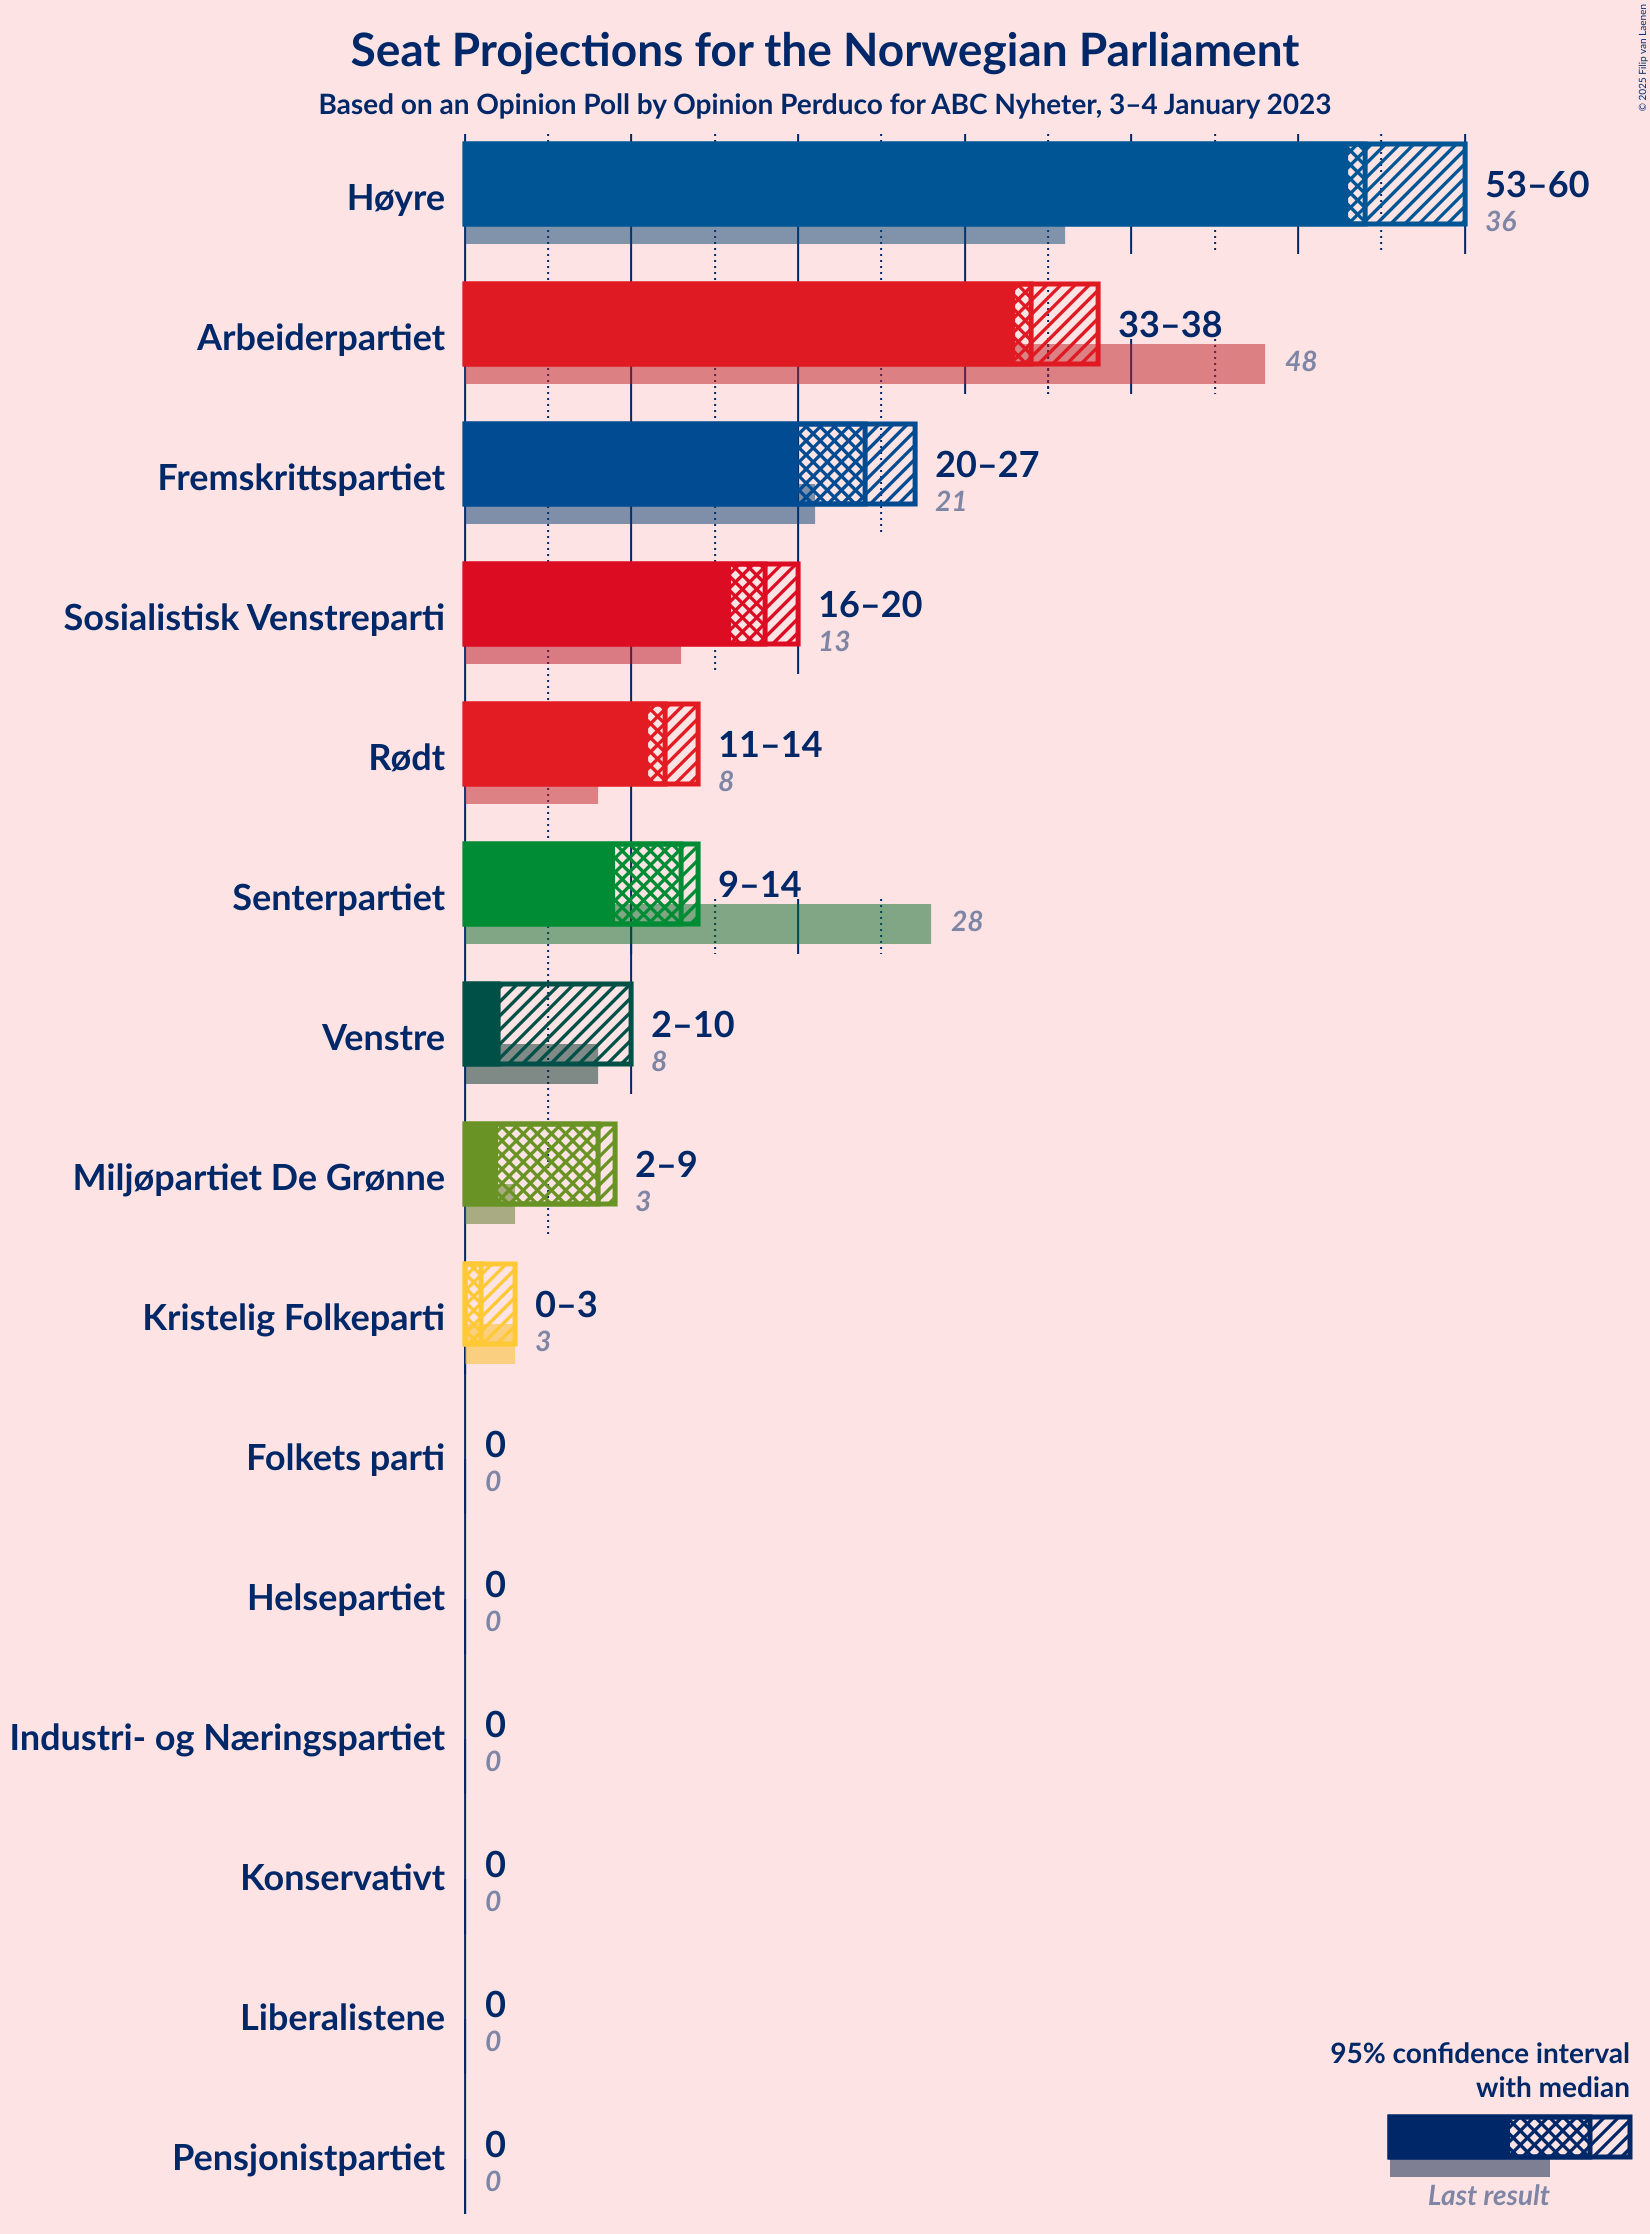 Seat Projections for the Norwegian Parliament
Based on an Opinion Poll by Opinion Perduco for ABC Nyheter, 3–4 January 2023
© 2025 Filip van Laenen
Høyre
53–60
36
Arbeiderpartiet
33–38
48
Fremskrittspartiet
20–27
21
Sosialistisk Venstreparti
16–20
13
Rødt
11–14
8
Senterpartiet
9–14
28
Venstre
2–10
8
Miljøpartiet De Grønne
2–9
3
Kristelig Folkeparti
0–3
3
Folkets parti
0
0
Helsepartiet
0
0
Industri- og Næringspartiet
0
0
Konservativt
0
0
Liberalistene
0
0
Pensjonistpartiet
0
0
95% confidence interval
with median
Last result